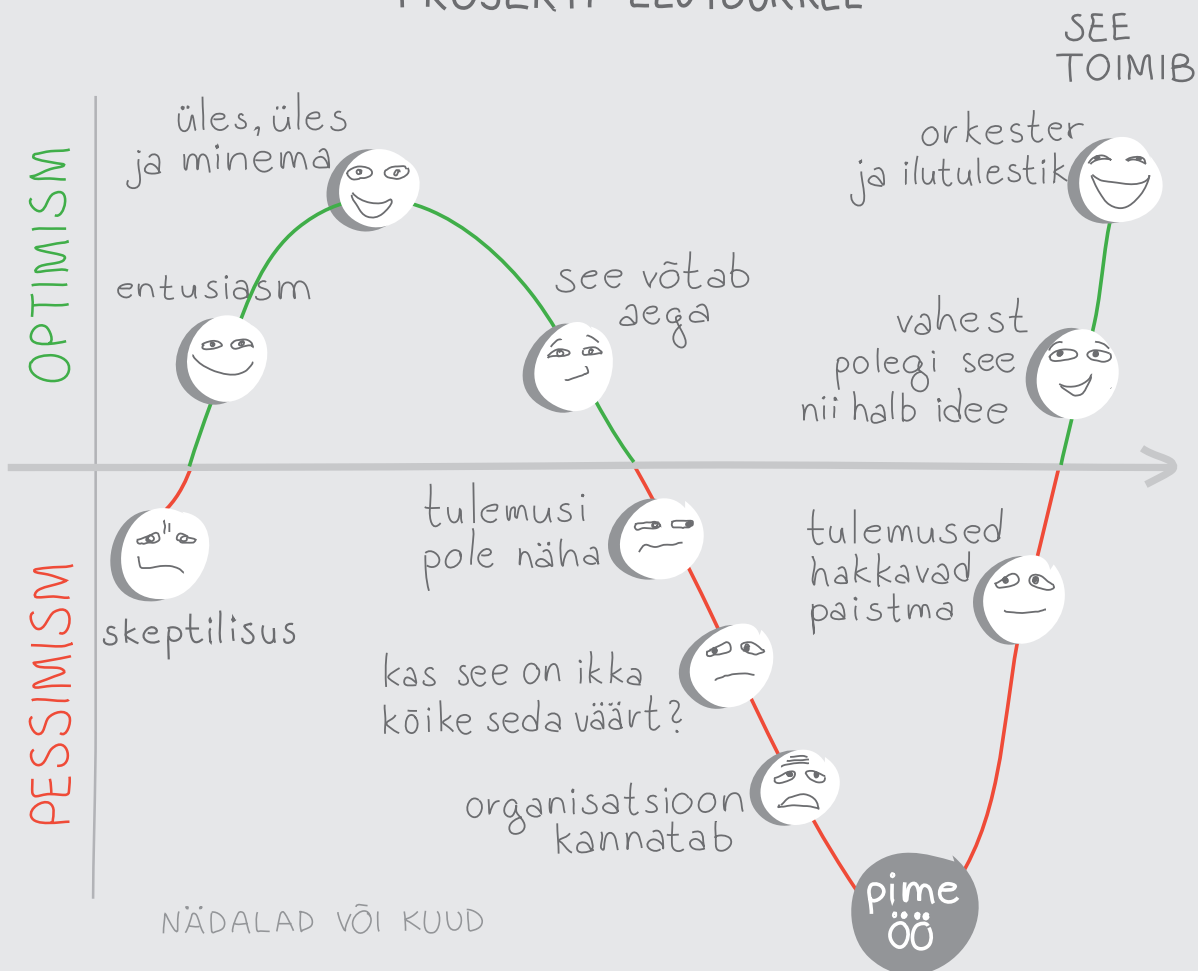 PROJEKTI ELUTSÜKKEL
SEE
TOIMIB
OPTIMISM
üles, üles
ja minema
orkester
ja ilutulestik
entusiasm
see võtab
aega
vahest
polegi see
nii halb idee
PESSIMISM
skeptilisus
tulemusi
pole näha
tulemused
hakkavad
paistma
kas see on ikka
kõike seda väärt?
organisatsioon
kannatab
pime
öö
NÄDALAD VÕI KUUD